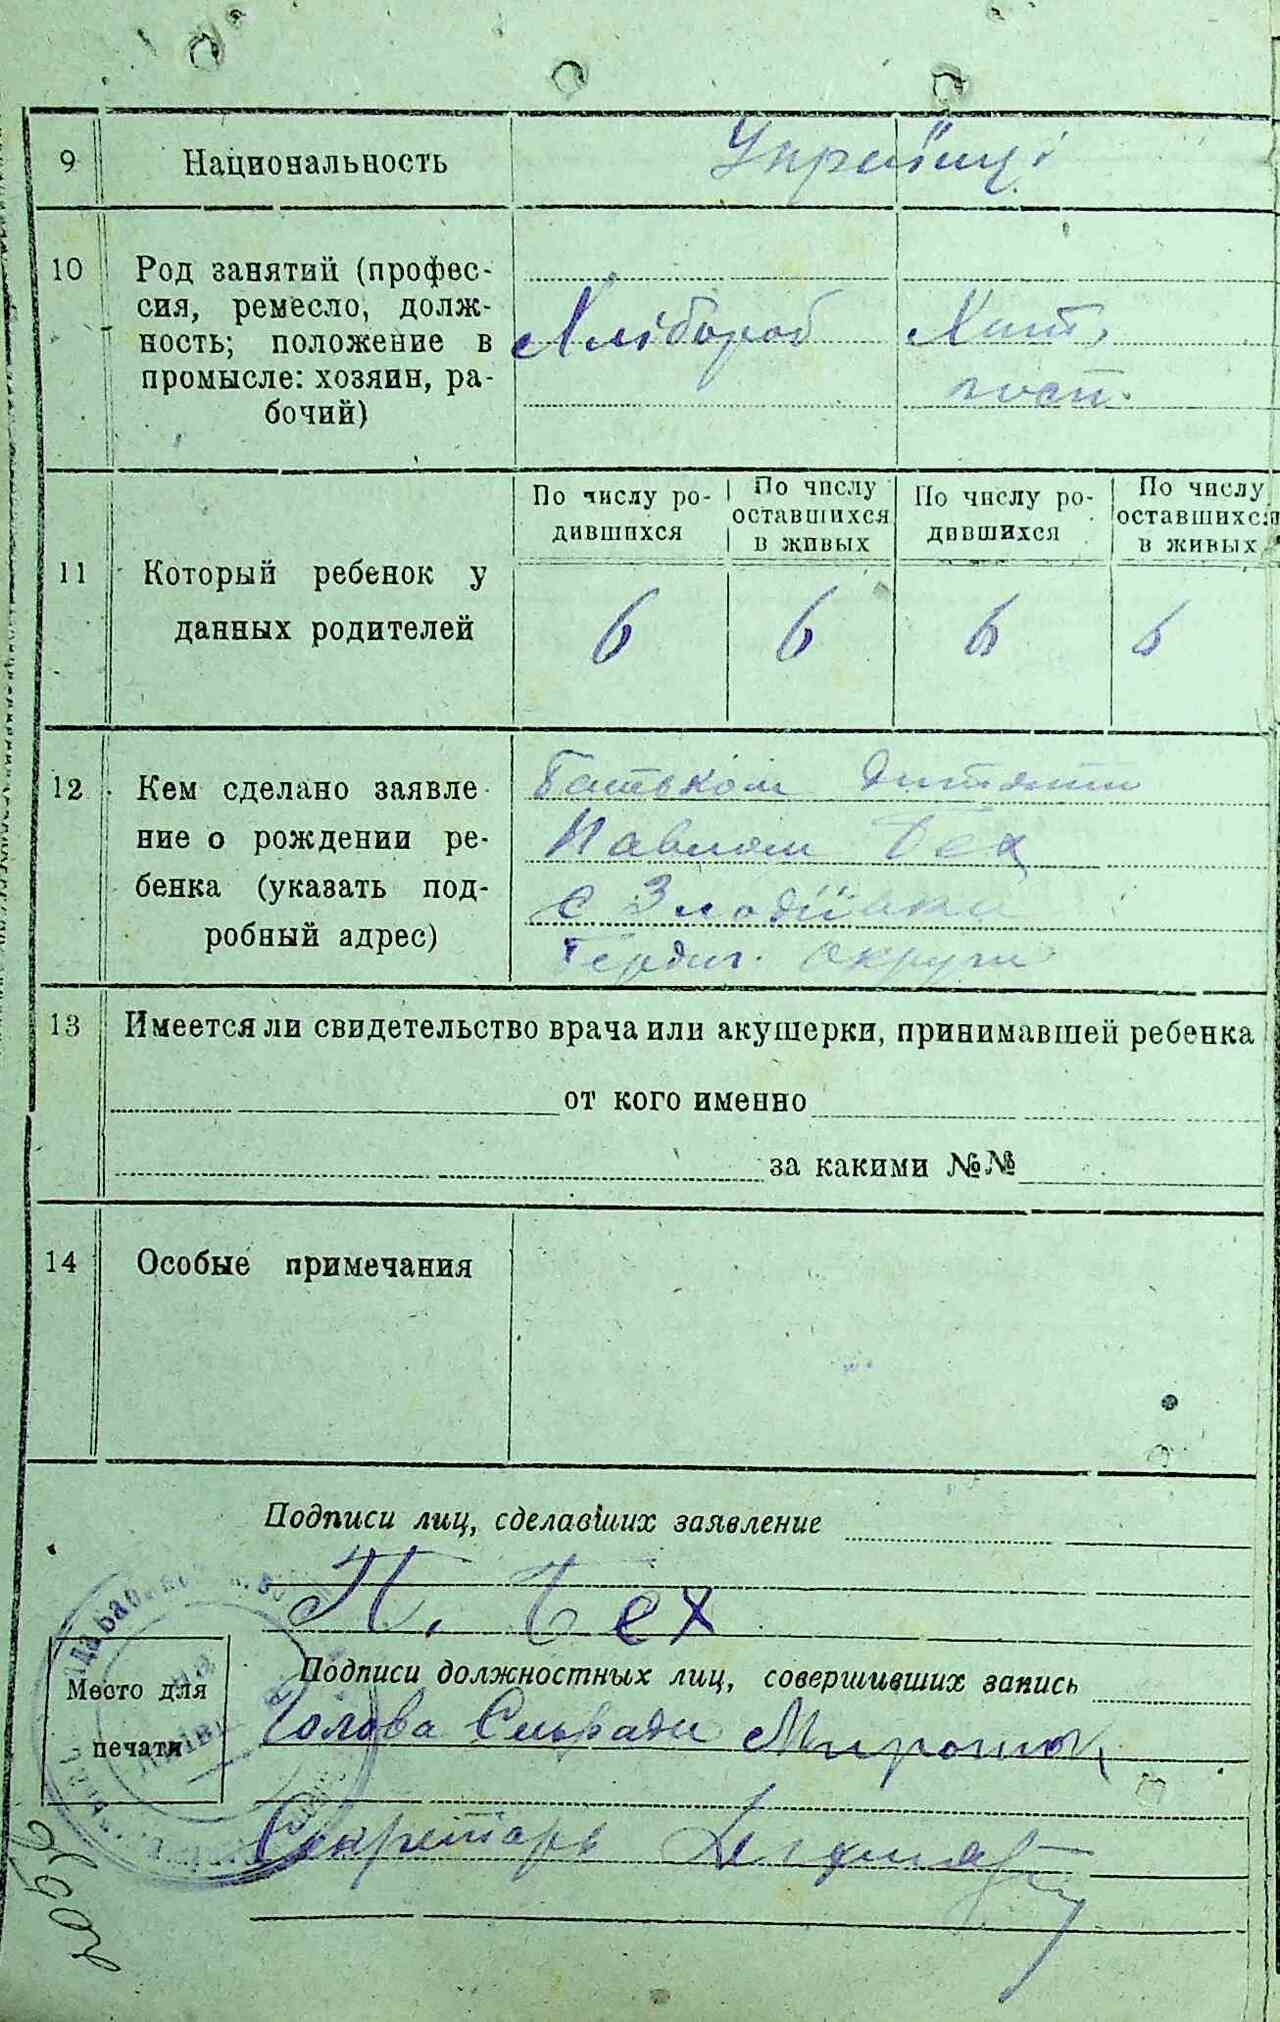 9 Национальность Українці
10 Род занятий (профес-
сия, ремесло, долж-
ность; положение в
промысле: хозяин, ра-
бочий)
Хлібороб Хат.
госп.
По числу ро-
дившихся
По числу
оставшихся
в живых
По числу ро-
дившихся
По числу
оставшихся
в живых
11 Который ребенок у
данных родителей
6 6 6 6
12 Кем сделано заявле-
ние о рождении ре-
бенка (указать под-
робный адрес)
Батьком дитяти
Павлом Бех
с Злодіївки
Бердич. округи
13 Имеется ли свидетельство врача или акушерки, принимавшей ребенка
от кого именно
за какими №№
14 Особые примечания
Подписи лиц, сделавших заявление
П. Бех
Подписи должностных лиц, совершивших запись
Место для
печати
Голова Сільради
Секретарь